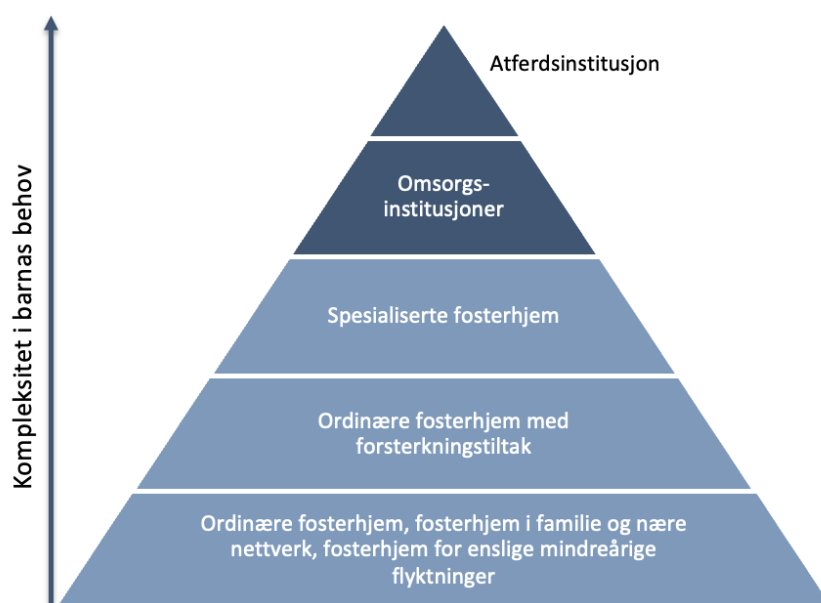 Atferdsinstitusjon
Omsorgs-
institusjoner
Spesialiserte fosterhjem
Ordinære fosterhjem med
forsterkningstiltak
Ordinære fosterhjem, fosterhjem i familie og nære
nettverk, fosterhjem for enslige mindreårige
flyktninger
Kompleksitet i barnas behov